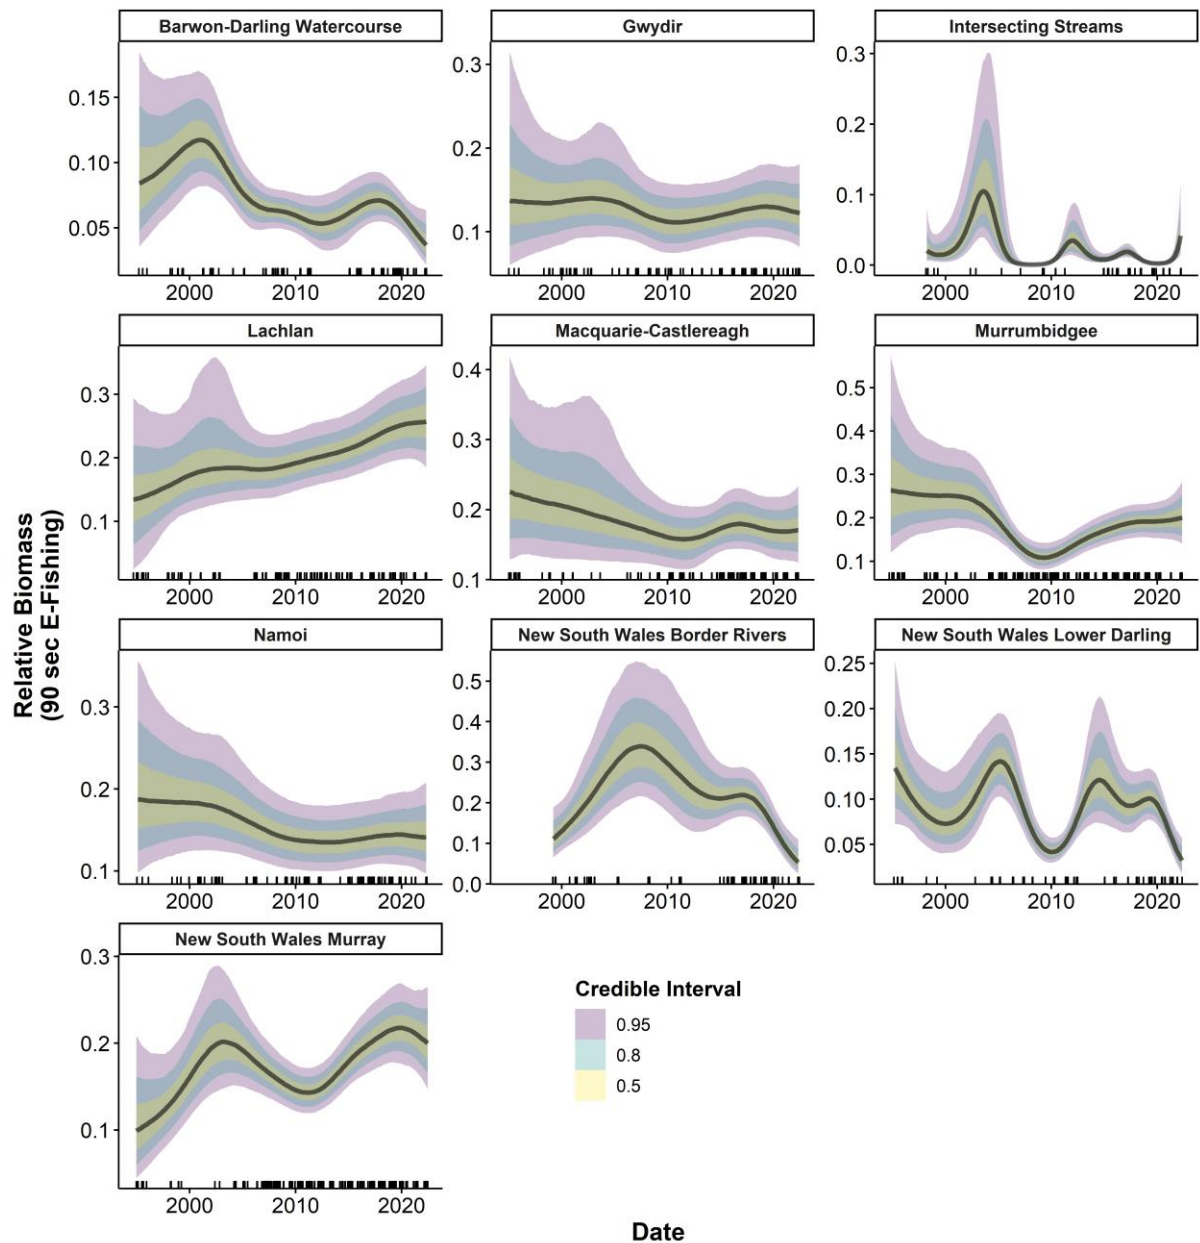 Barwon-Darling Watercourse
Gwydir
Intersecting Streams
0.15
0.10
0.05
0.3
0.2
0.1
0.3
0.2
0.1
0.0
2000 2010 2020
2000 2010 2020
2000 2010 2020
Lachlan
Macquarie-Castlereagh
Murrumbidgee
0.3
0.2
0.1
0.4
0.3
0.2
0.1
0.5
0.4
0.3
0.2
0.1
2000 2010 2020
2000 2010 2020
2000 2010 2020
Relative Biomass
(90 sec E-Fishing)
Namoi
New South Wales Border Rivers
New South Wales Lower Darling
0.3
0.2
0.1
0.5
0.4
0.3
0.2
0.1
0.0
0.25
0.20
0.15
0.10
0.05
2000 2010 2020
2000 2010 2020
2000 2010 2020
New South Wales Murray
0.3
0.2
0.1
2000 2010 2020
Credible Interval
0.95
0.8
0.5
Date